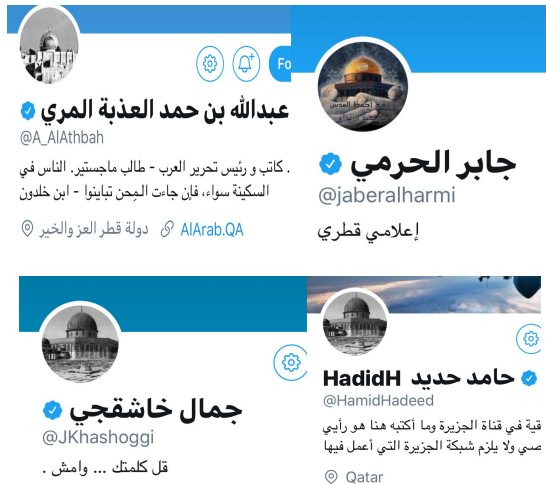 Fo
عبدالله بن حمد العذبة المري
@A_AlAthbah
. كاتب و رئيس تحرير العرب - طالب ماجستير. الناس في
السكينة سواء، فإن جاءت المِحن تباينوا - ابن خلدون
دولة قطر العز والخير AlArab.QA
جابر الحرمي
@jaberalharmi
إعلامي قطري
جمال خاشقجي
@JKhashoggi
قل كلمتك ... وامش .
حامد حديد HadidH
@HamidHadeed
قية في قناة الجزيرة وما أكتبه هنا هو رأيي
صي ولا يلزم شبكة الجزيرة التي أعمل فيها
Qatar